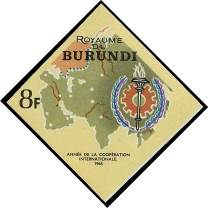 ROYAUME
DU
BURUNDI
8F
ANNÉE DE LA COOPÉRATION
INTERNATIONALE
1965